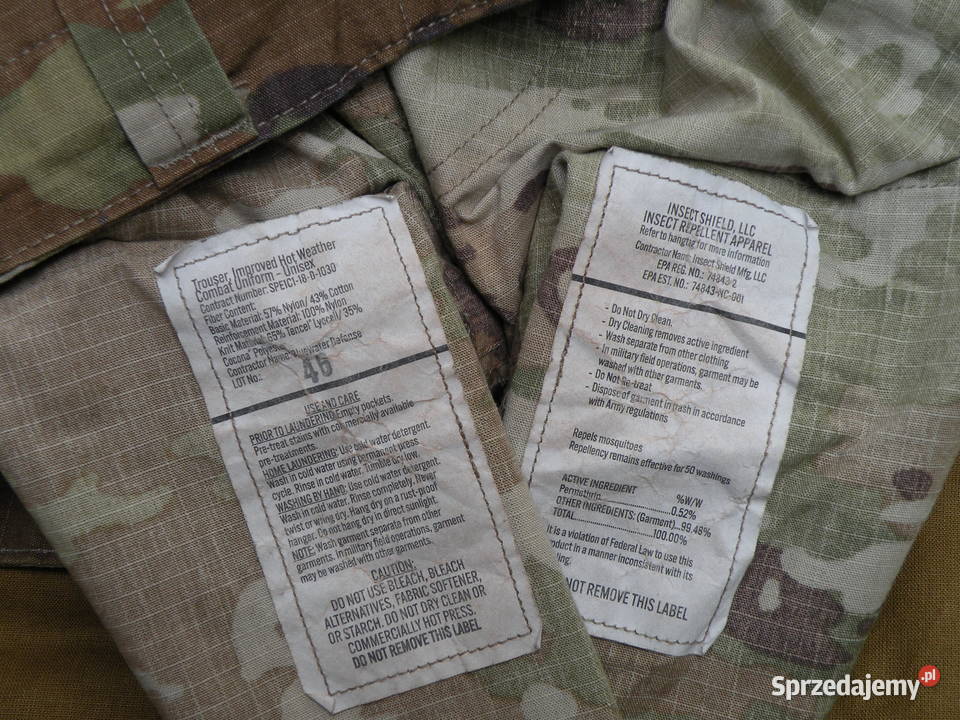 Trouser, Improved Hot Weather
Combat Uniform - Unisex
Contract Number: SPE1C1-18-D-1030
Fiber Content:
Basic Material: 57% Nylon/ 43% Cotton
Reinforcement Material: 100% Nylon
Knit Material: 65% Tencel Lyocell/ 35%
Cocona Polyes
Contractor Name: Bluewater Defense
LOT No.: 46
USE AND CARE
PRIOR TO LAUNDERING: Empty pockets.
Pre-treat stains with commercially available
pre-treatments.
HOME LAUNDERING: Use cold water detergent.
Wash in cold water using permanent press
cycle. Rinse in cold water. Tumble dry low.
WASHING BY HAND: Use cold water detergent.
Wash in cold water. Rinse completely. Never
twist or wring dry. Hang dry on a rust-proof
hanger. Do not hang dry in direct sunlight.
NOTE: Wash garment separate from other
garments. In military field operations, garment
may be washed with other garments.
CAUTION:
DO NOT USE BLEACH, BLEACH
ALTERNATIVES, FABRIC SOFTENER,
OR STARCH. DO NOT DRY CLEAN OR
COMMERCIALLY HOT PRESS.
DO NOT REMOVE THIS LABEL
INSECT SHIELD, LLC
INSECT REPELLENT APPAREL
Refer to hangtag for more information
Contractor Name: Insect Shield Mfg. LLC
EPA REG. NO.: 74843-2
EPA EST. NO.: 74843-NC-001
- Do Not Dry Clean.
- Dry Cleaning removes active ingredient
- Wash separate from other clothing
- In military field operations, garment may be
washed with other garments.
- Do Not Re-treat
- Dispose of garment in trash in accordance
with Army regulations
Repels mosquitoes
Repellency remains effective for 50 washings
ACTIVE INGREDIENT %W/W
Permethrin 0.52%
OTHER INGREDIENTS: (Garment) 99.48%
TOTAL 100.00%
It is a violation of Federal Law to use this
product in a manner inconsistent with its
NOT REMOVE THIS LABEL
Sprzedajemy.pl